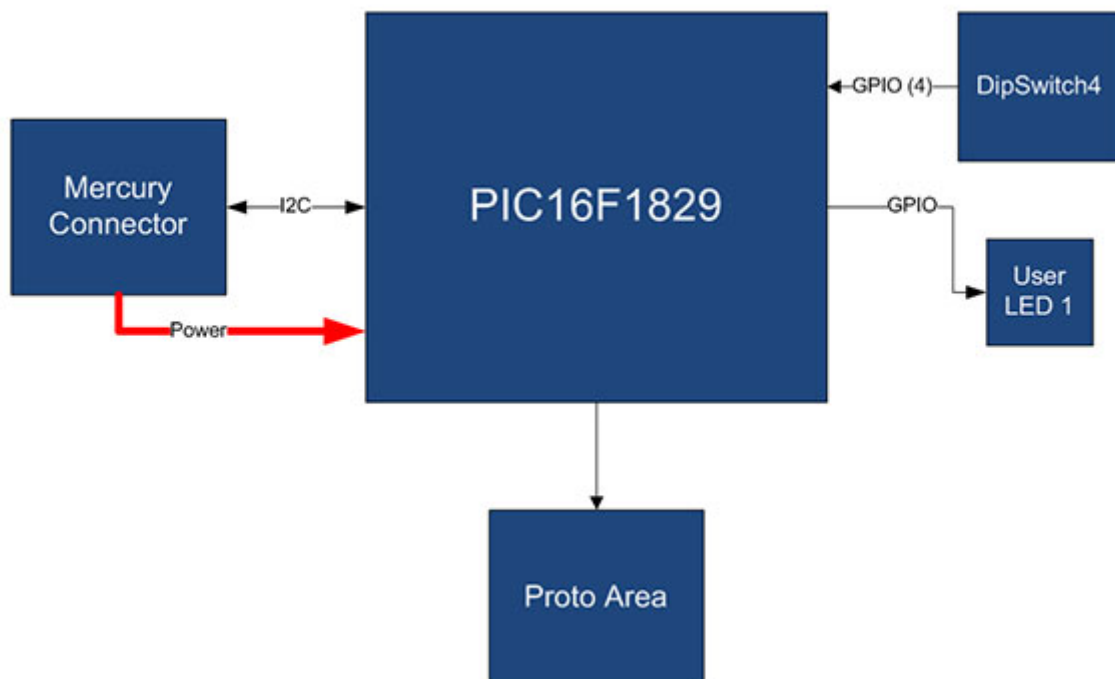 PIC16F1829
GPIO (4)
DipSwitch4
Mercury
Connector
I2C
GPIO
User
LED 1
Power
Proto Area